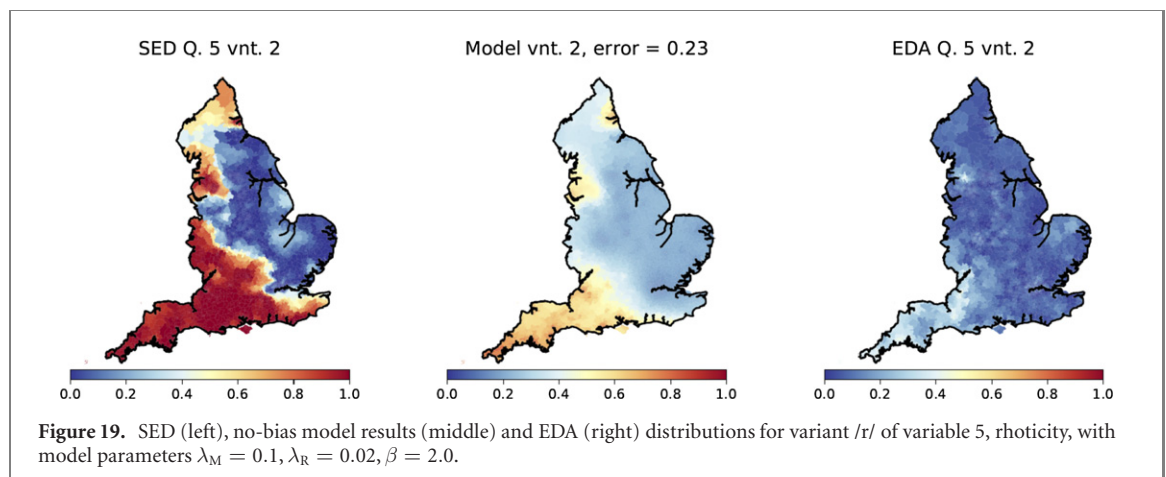 SED Q. 5 vnt. 2
Model vnt. 2, error = 0.23
EDA Q. 5 vnt. 2
0.0 0.2 0.4 0.6 0.8 1.0
0.0 0.2 0.4 0.6 0.8 1.0
0.0 0.2 0.4 0.6 0.8 1.0
Figure 19. SED (left), no-bias model results (middle) and EDA (right) distributions for variant /r/ of variable 5, rhoticity, with
model parameters λM = 0.1, λR = 0.02, β = 2.0.